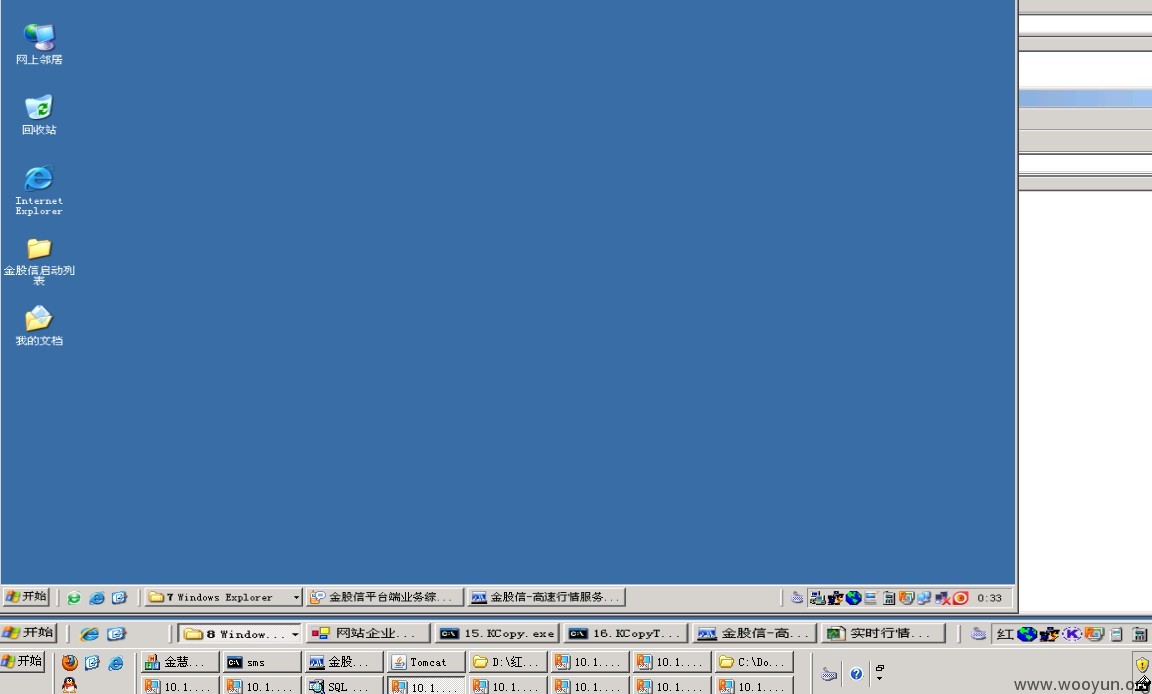 网上邻居
回收站
Internet
Explorer
金股信启动列
表
我的文档
开始 7 Windows Explorer 金股信平台端业务综... 金股信-高速行情服务... 0:33
开始 8 Window... 网站企业... 15.KCopy.exe 16.KCopyT... 金股信-高... 实时行情... 红
开始 金慧... sms 金股... Tomcat D:\红... 10.1.... 10.1.... C:\Do...
10.1.... 10.1.... SQL ... 10.1.... 10.1.... 10.1.... 10.1.... 10.1....
www.wooyun.org